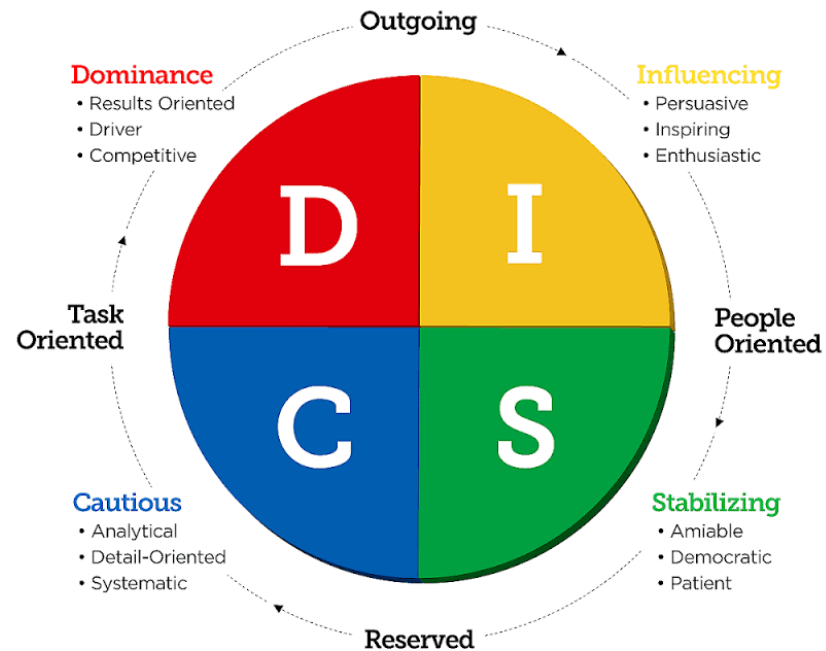 Outgoing
Dominance
• Results Oriented
• Driver
• Competitive
Influencing
• Persuasive
• Inspiring
• Enthusiastic
D
I
Task
Oriented
People
Oriented
C
S
Cautious
• Analytical
• Detail-Oriented
• Systematic
Stabilizing
• Amiable
• Democratic
• Patient
Reserved